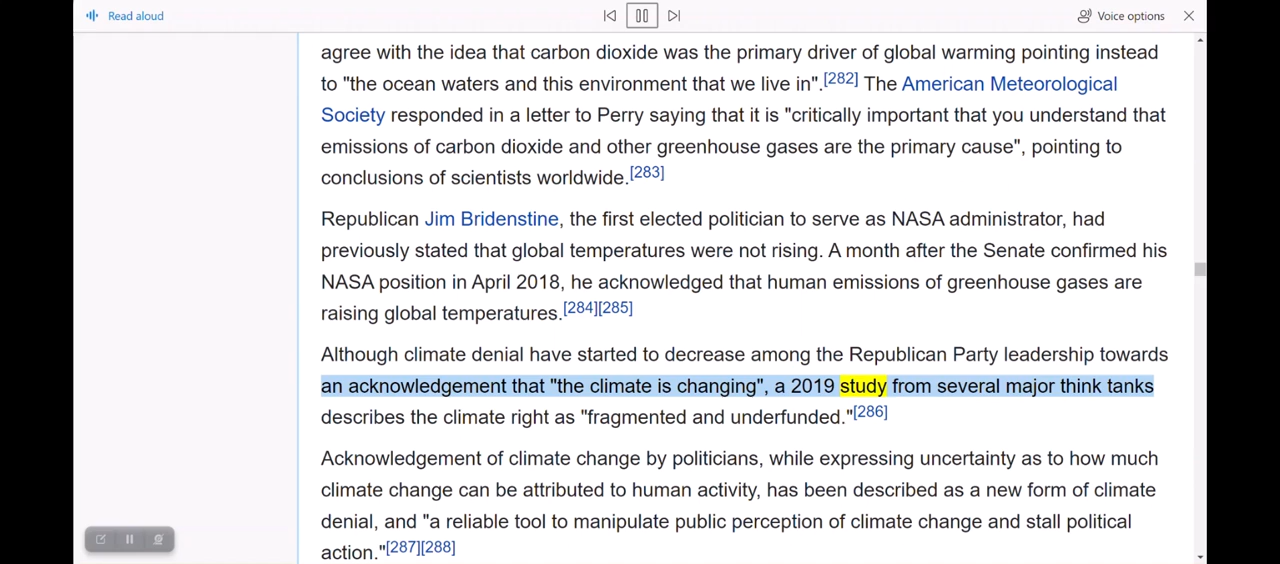 Read aloud
Voice options
agree with the idea that carbon dioxide was the primary driver of global warming pointing instead
to "the ocean waters and this environment that we live in".[282] The American Meteorological
Society responded in a letter to Perry saying that it is "critically important that you understand that
emissions of carbon dioxide and other greenhouse gases are the primary cause", pointing to
conclusions of scientists worldwide.[283]
Republican Jim Bridenstine, the first elected politician to serve as NASA administrator, had
previously stated that global temperatures were not rising. A month after the Senate confirmed his
NASA position in April 2018, he acknowledged that human emissions of greenhouse gases are
raising global temperatures.[284][285]
Although climate denial have started to decrease among the Republican Party leadership towards
an acknowledgement that "the climate is changing", a 2019 study from several major think tanks
describes the climate right as "fragmented and underfunded."[286]
Acknowledgement of climate change by politicians, while expressing uncertainty as to how much
climate change can be attributed to human activity, has been described as a new form of climate
denial, and "a reliable tool to manipulate public perception of climate change and stall political
action."[287][288]